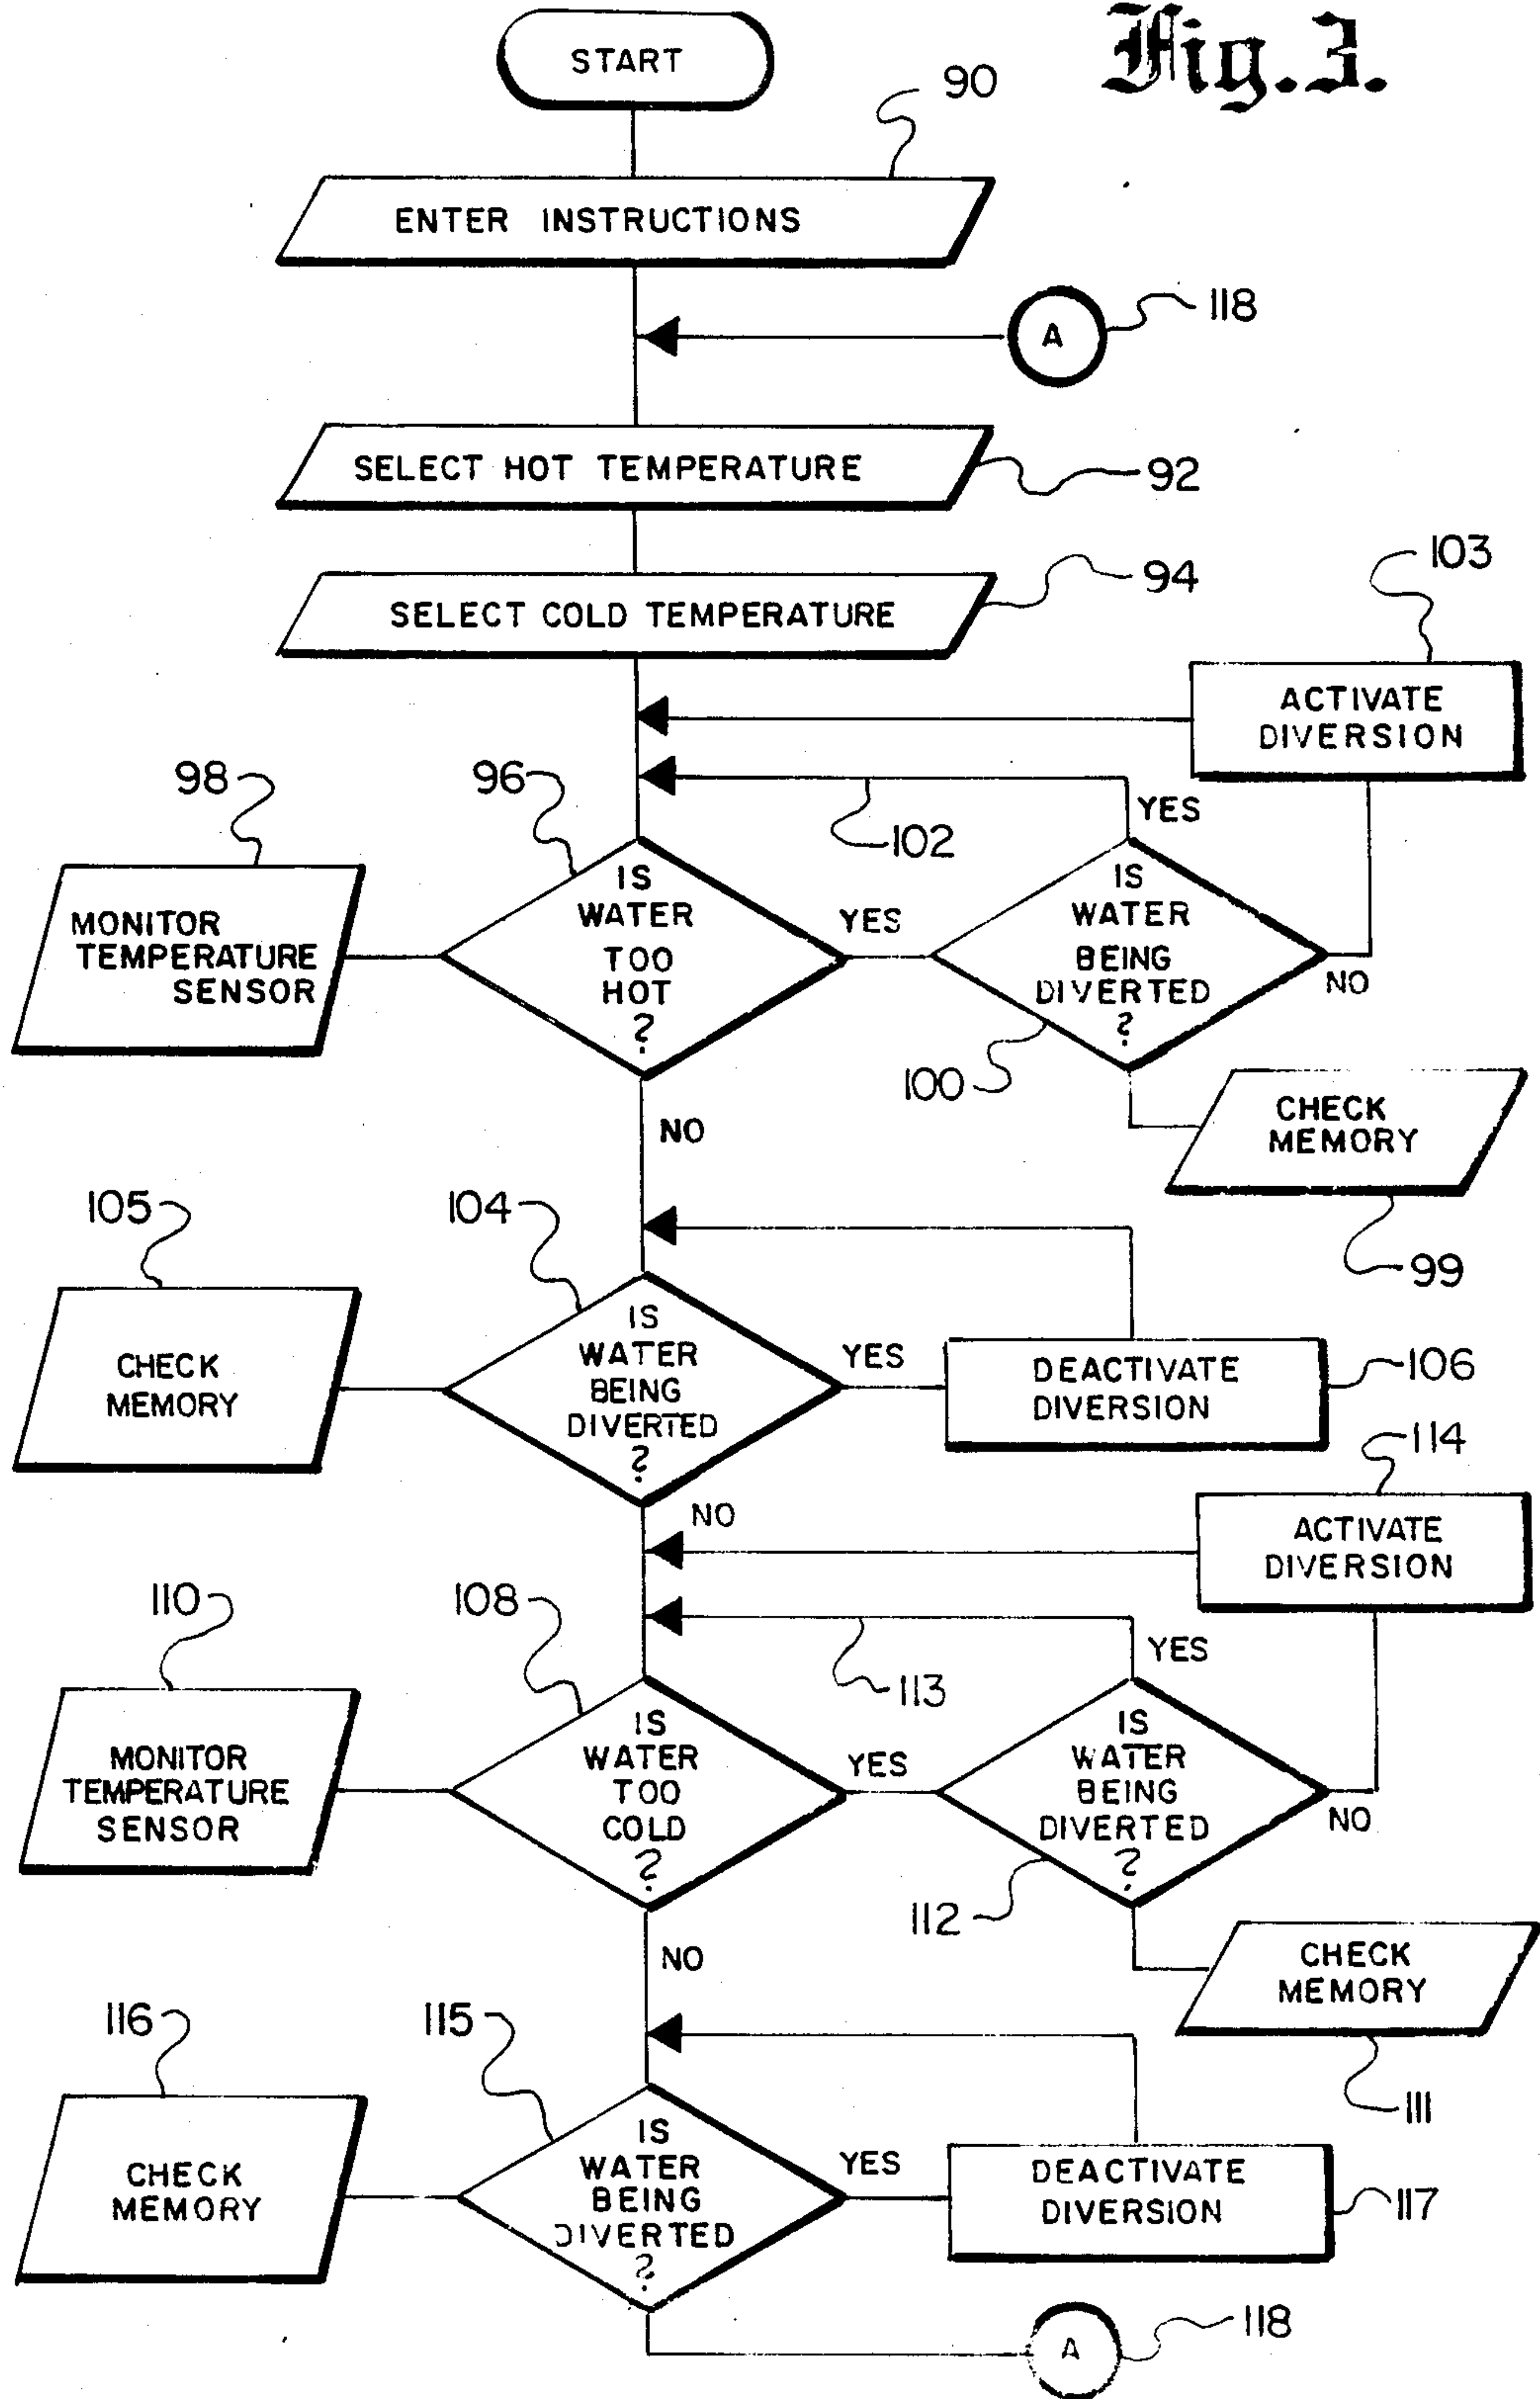 Fig. 3.
START
90
ENTER INSTRUCTIONS
A
118
SELECT HOT TEMPERATURE
92
SELECT COLD TEMPERATURE
94
103
ACTIVATE
DIVERSION
98
96
102
YES
MONITOR
TEMPERATURE
SENSOR
IS
WATER
TOO
HOT
?
YES
IS
WATER
BEING
DIVERTED
?
NO
100
NO
CHECK
MEMORY
99
105
104
CHECK
MEMORY
IS
WATER
BEING
DIVERTED
?
YES
DEACTIVATE
DIVERSION
106
NO
114
ACTIVATE
DIVERSION
110
108
113
YES
MONITOR
TEMPERATURE
SENSOR
IS
WATER
TOO
COLD
?
YES
IS
WATER
BEING
DIVERTED
?
NO
112
NO
CHECK
MEMORY
111
116
115
CHECK
MEMORY
IS
WATER
BEING
DIVERTED
?
YES
DEACTIVATE
DIVERSION
117
A
118